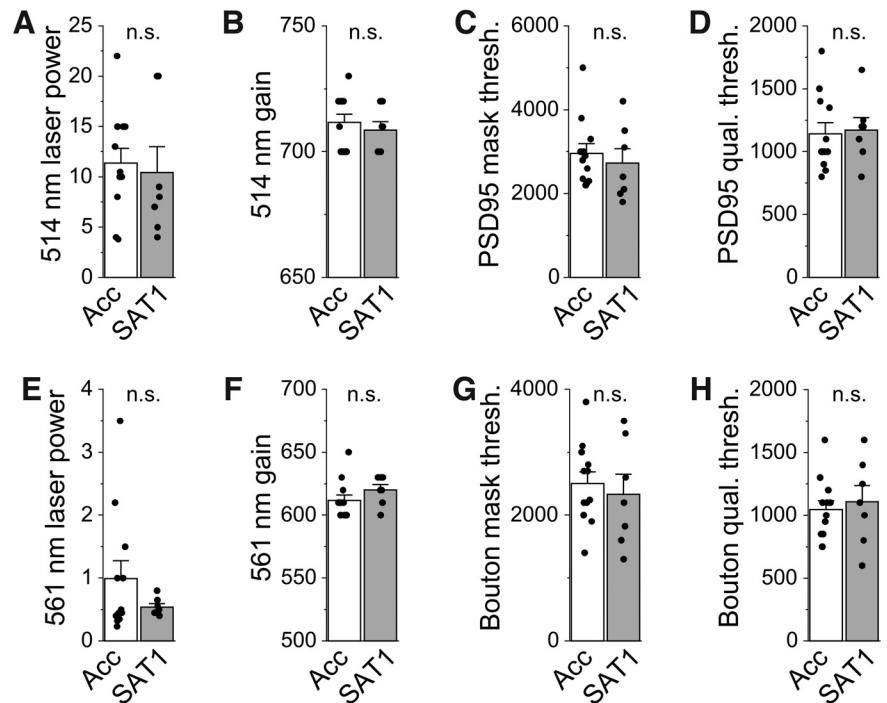 A
514 nm laser power
n.s.
25
20
15
10
5
0
Acc
SAT1
B
514 nm gain
n.s.
750
700
650
Acc
SAT1
C
PSD95 mask thresh.
n.s.
6000
4000
2000
0
Acc
SAT1
D
PSD95 qual. thresh.
n.s.
2000
1500
1000
500
0
Acc
SAT1
E
561 nm laser power
n.s.
4
3
2
1
0
Acc
SAT1
F
561 nm gain
n.s.
700
650
600
550
500
Acc
SAT1
G
Bouton mask thresh.
n.s.
4000
2000
0
Acc
SAT1
H
Bouton qual. thresh.
n.s.
2000
1500
1000
500
0
Acc
SAT1